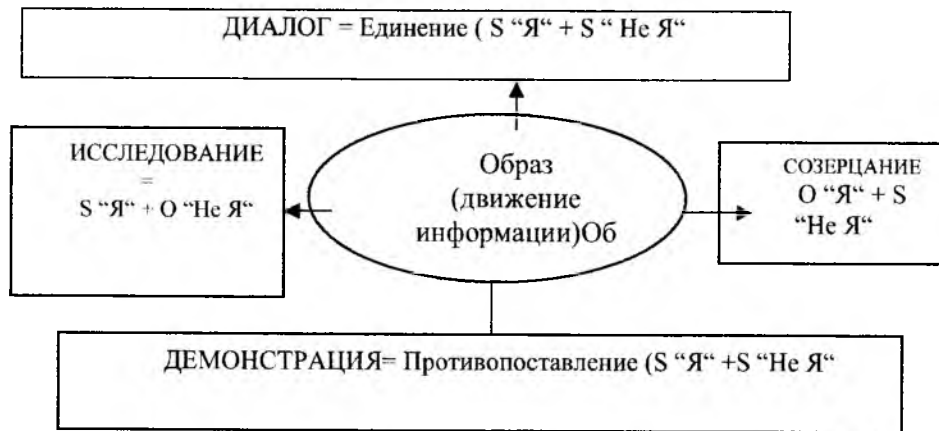 ДИАЛОГ = Единение ( S “Я“ + S “ Не Я“
ИССЛЕДОВАНИЕ
=
S “Я“ + О “Не Я“
Образ
(движение
информации)Об
СОЗЕРЦАНИЕ
О “Я“ + S
“Не Я“
ДЕМОНСТРАЦИЯ= Противопоставление (S “Я“ +S “Не Я“